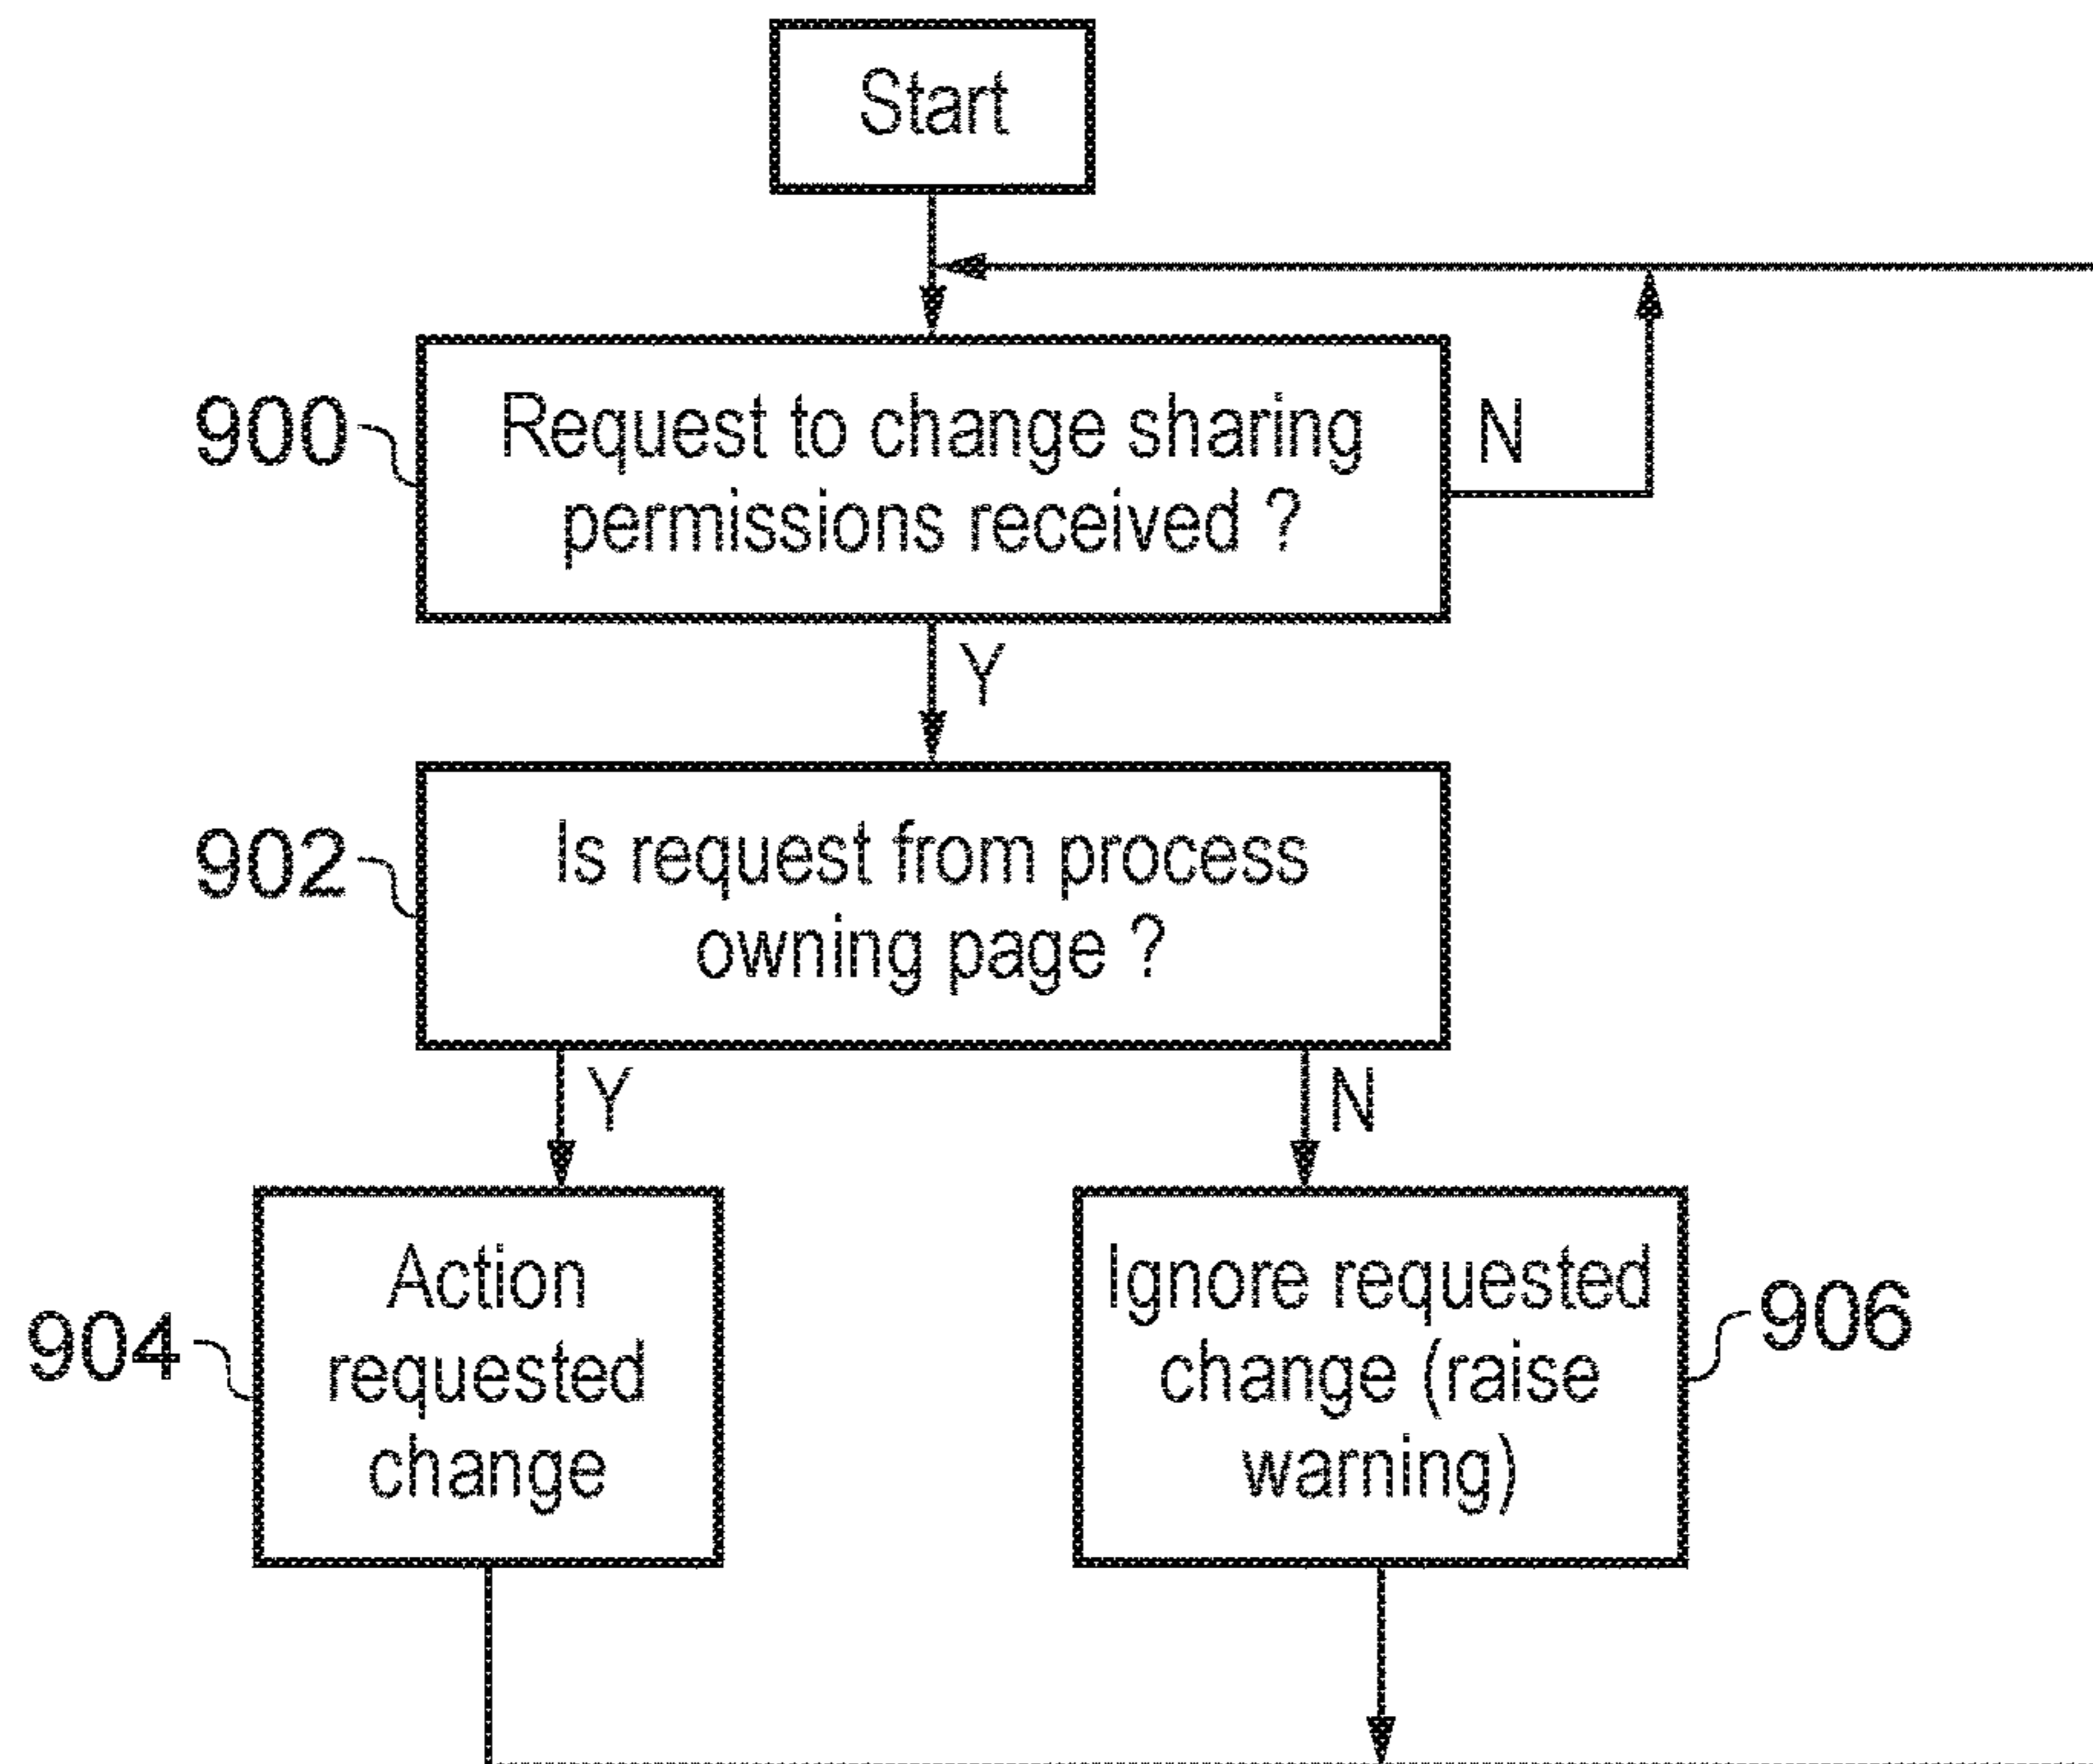 Start
900
Request to change sharing
permissions received ?
N
Y
902
Is request from process
owning page ?
Y
N
904
Action
requested
change
Ignore requested
change (raise
warning)
906